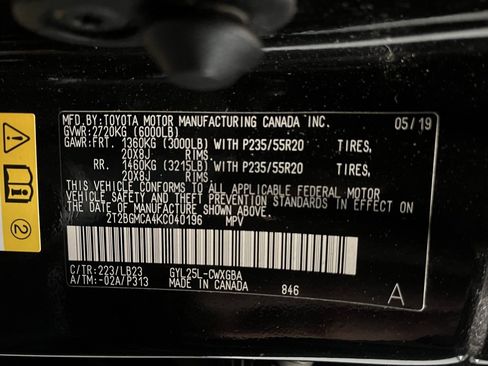 MFD.BY:TOYOTA MOTOR MANUFACTURING CANADA INC. 05/19
GVWR:2720KG (6000LB)
GAWR:FRT. 1360KG (3000LB) WITH P235/55R20 TIRES,
20X8J RIMS,
RR. 1460KG (3215LB) WITH P235/55R20 TIRES,
20X8J RIMS,
THIS VEHICLE CONFORMS TO ALL APPLICABLE FEDERAL MOTOR
VEHICLE SAFETY AND THEFT PREVENTION STANDARDS IN EFFECT
ON THE DATE OF MANUFACTURE SHOWN ABOVE.
2T2BGMCA4KC040196 MPV
C/TR:223/LB23 GYL25L-CWXGBA
A/TM:-02A/P313 MADE IN CANADA 846 A
2